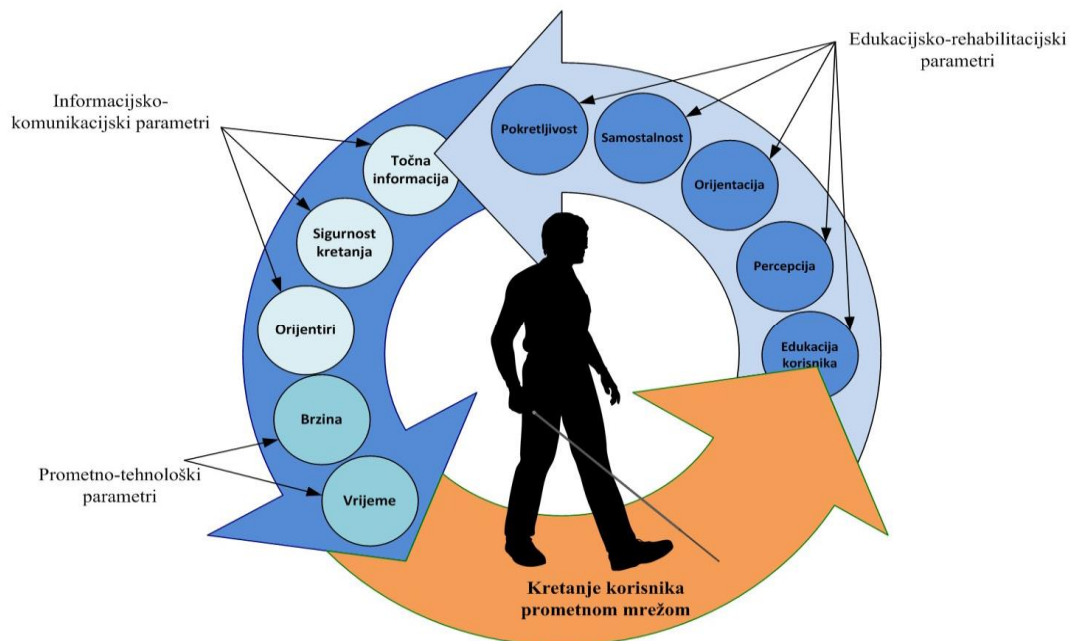 Edukacijsko-rehabilitacijski
parametri
Informacijsko-
komunikacijski parametri
Pokretljivost
Samostalnost
Orijentacija
Percepcija
Edukacija
korisnika
Točna
informacija
Sigurnost
kretanja
Orijentiri
Brzina
Vrijeme
Prometno-tehnološki
parametri
Kretanje korisnika
prometnom mrežom